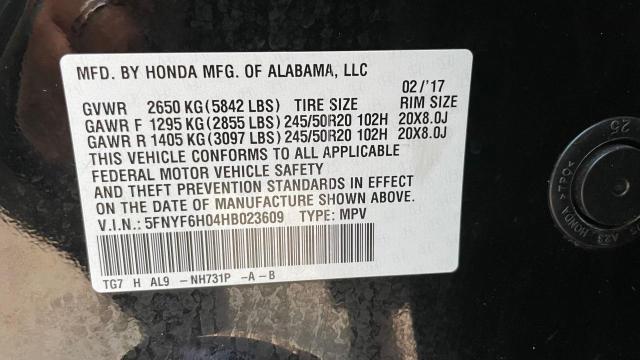 MFD. BY HONDA MFG. OF ALABAMA, LLC
02/'17
GVWR 2650 KG(5842 LBS) TIRE SIZE RIM SIZE
GAWR F 1295 KG(2855 LBS) 245/50R20 102H 20X8.0J
GAWR R 1405 KG(3097 LBS) 245/50R20 102H 20X8.0J
THIS VEHICLE CONFORMS TO ALL APPLICABLE
FEDERAL MOTOR VEHICLE SAFETY
AND THEFT PREVENTION STANDARDS IN EFFECT
ON THE DATE OF MANUFACTURE SHOWN ABOVE.
V.I.N.: 5FNYF6H04HB023609 TYPE: MPV
TG7 H AL9 -NH731P -A-B
25
>TPO<
HONDA